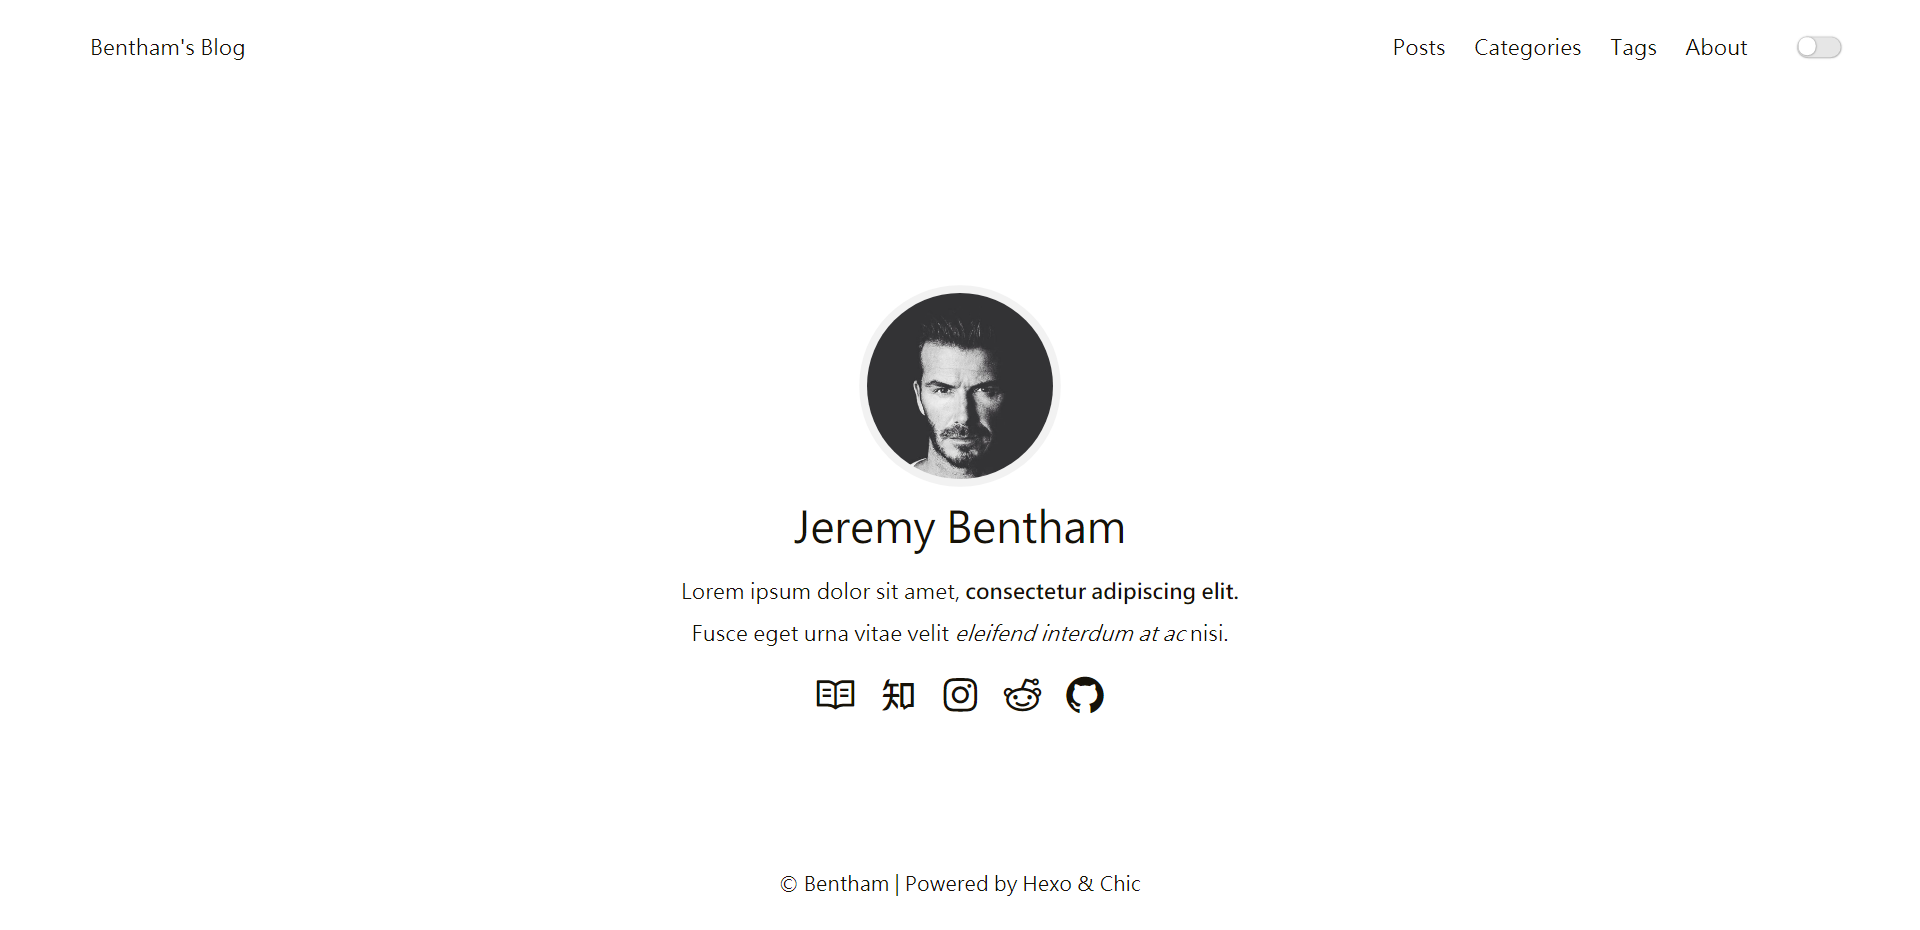 Bentham's Blog
Posts Categories Tags About
Jeremy Bentham
Lorem ipsum dolor sit amet, consectetur adipiscing elit.
Fusce eget urna vitae velit eleifend interdum at ac nisi.
知
© Bentham | Powered by Hexo & Chic